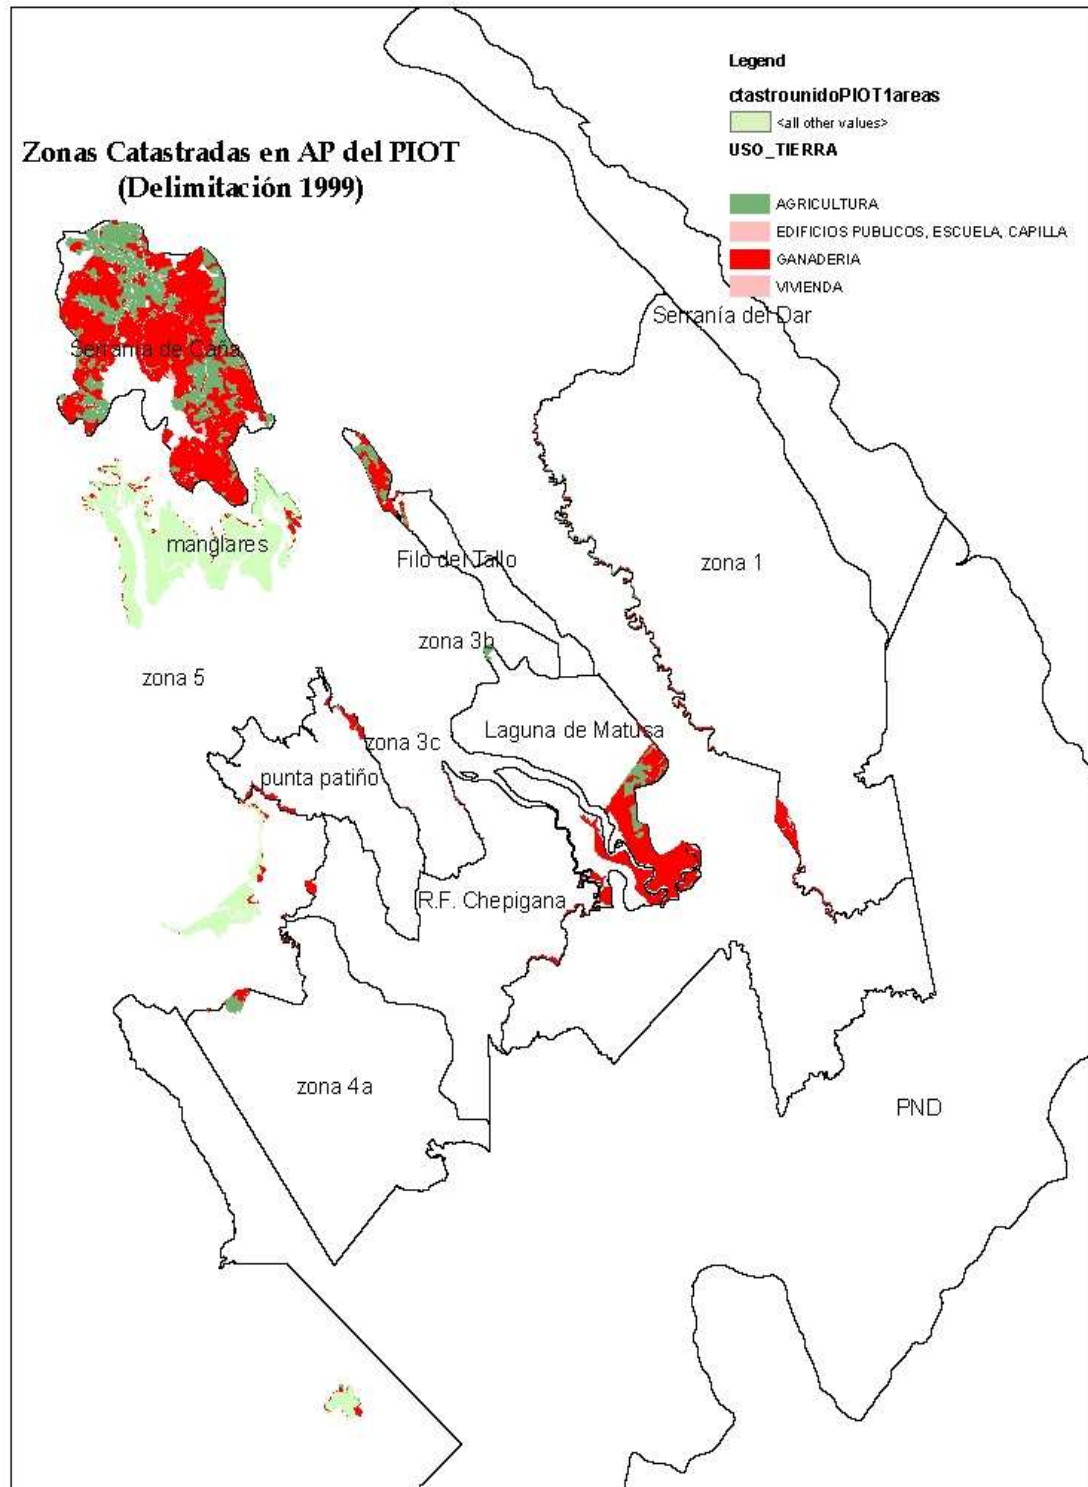 Legend
ctastrounidoPIOT1areas
<all other values>
USO_TIERRA
AGRICULTURA
EDIFICIOS PUBLICOS, ESCUELA, CAPILLA
GANADERIA
VIVIENDA
Zonas Catastradas en AP del PIOT
(Delimitación 1999)
Serranía del Dar
Serranía de Caña
manglares
Filo del Tallo
zona 1
zona 3b
zona 5
Laguna de Matusa
zona 3c
punta patiño
R.F. Chepigana
zona 4a
PND